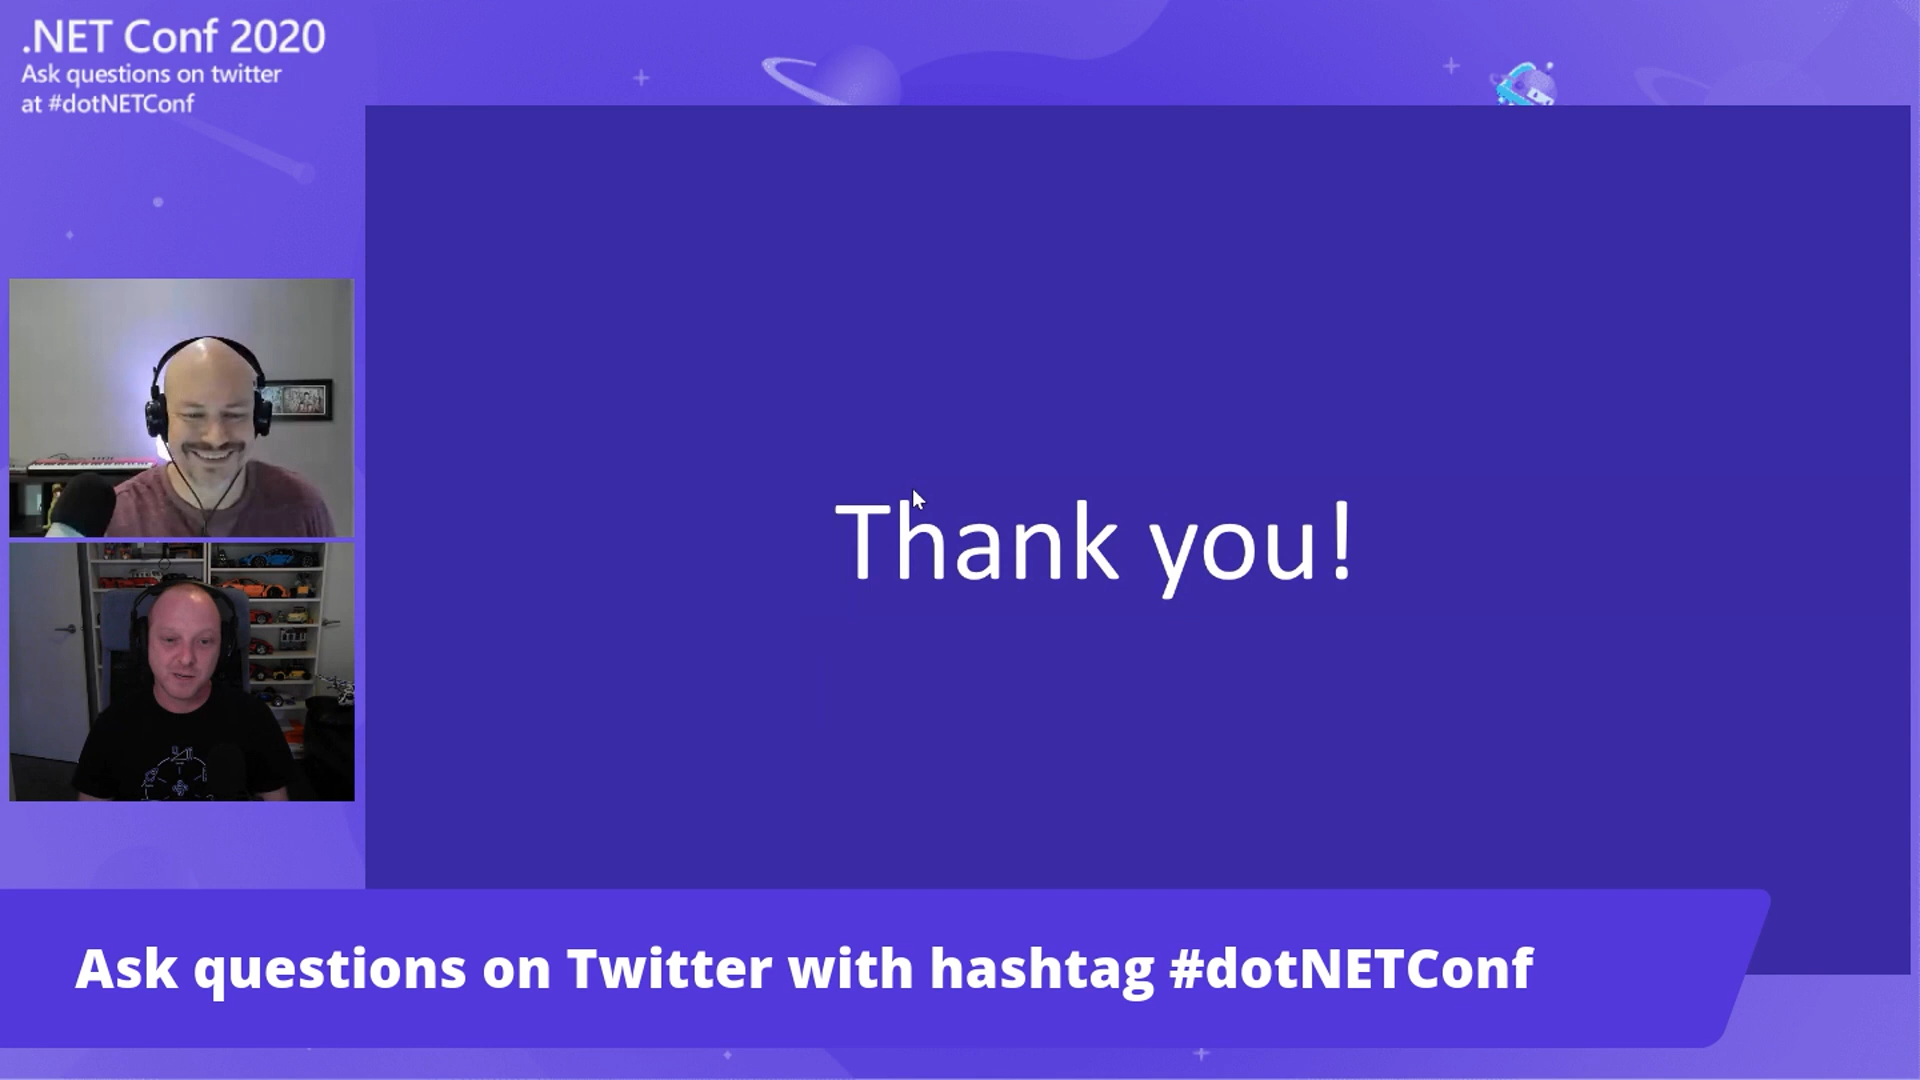 .NET Conf 2020
Ask questions on twitter
at #dotNETConf
Thank you!
Ask questions on Twitter with hashtag #dotNETConf